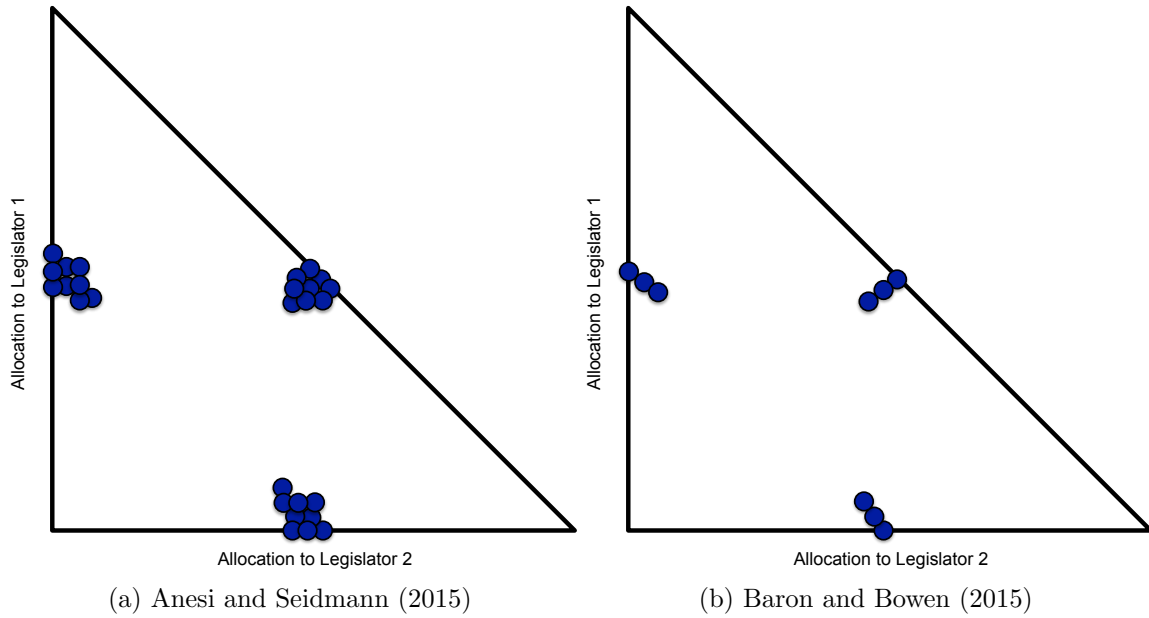 Allocation to Legislator 1
Allocation to Legislator 2
(a) Anesi and Seidmann (2015)
Allocation to Legislator 1
Allocation to Legislator 2
(b) Baron and Bowen (2015)